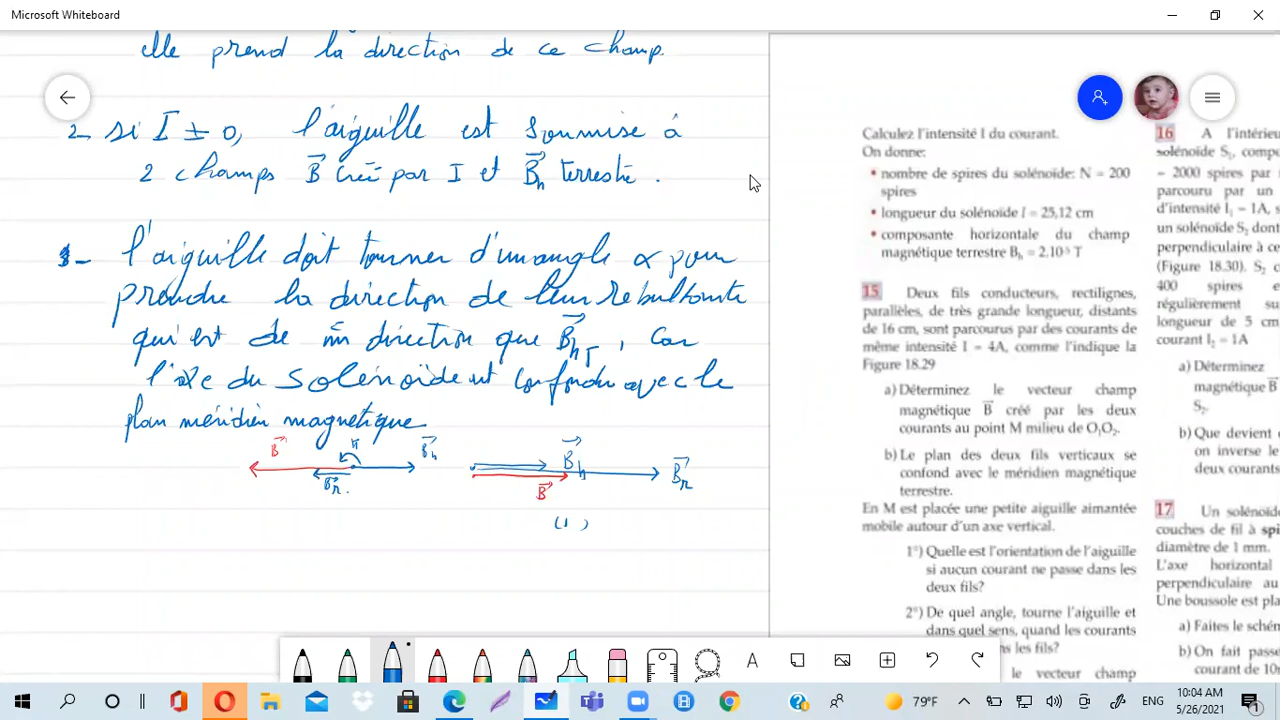 Microsoft Whiteboard
elle prend la direction de ce champ.
2- si I ≠ 0, l'aiguille est soumise à
2 champs B⃗ créé par I et B⃗h terrestre.
3- l'aiguille doit tourner d'un angle α pour
prendre la direction de leur résultante
qui est de m̄ direction que B⃗hT, car
l'axe du solénoïde est confondu avec le
plan méridien magnétique
B⃗ π B⃗h B⃗h B⃗r
B⃗r. B⃗
(1)
Calculez l'intensité I du courant.
On donne:
• nombre de spires du solénoïde: N = 200
spires
• longueur du solénoïde l = 25,12 cm
• composante horizontale du champ
magnétique terrestre Bh = 2.10-5 T
15 Deux fils conducteurs, rectilignes,
parallèles, de très grande longueur, distants
de 16 cm, sont parcourus par des courants de
même intensité I = 4A, comme l'indique la
Figure 18.29
a) Déterminez le vecteur champ
magnétique B⃗ créé par les deux
courants au point M milieu de O₁O₂.
b) Le plan des deux fils verticaux se
confond avec le méridien magnétique
terrestre.
En M est placée une petite aiguille aimantée
mobile autour d'un axe vertical.
1°) Quelle est l'orientation de l'aiguille
si aucun courant ne passe dans les
deux fils?
2°) De quel angle, tourne l'aiguille et
dans quel sens, quand les courants
ns les fils?
le vecteur champ
16 A l'intérieu
solénoïde S₁, compo
= 2000 spires par
parcouru par un
d'intensité I₁ = 1A, s
un solénoïde S₂ dont
perpendiculaire à ce
(Figure 18.30). S₂ c
400 spires e
régulièrement su
longueur de 5 cm
courant I₂ = 1A
a) Déterminez
magnétique B⃗
S₂.
b) Que devient c
on inverse le
deux courants
17 Un solénoïde
couches de fil à spir
diamètre de 1 mm.
L'axe horizontal
perpendiculaire au
Une boussole est pla
a) Faites le schém
b) On fait passe
courant de 10m
A
79°F
ENG
10:04 AM
5/26/2021